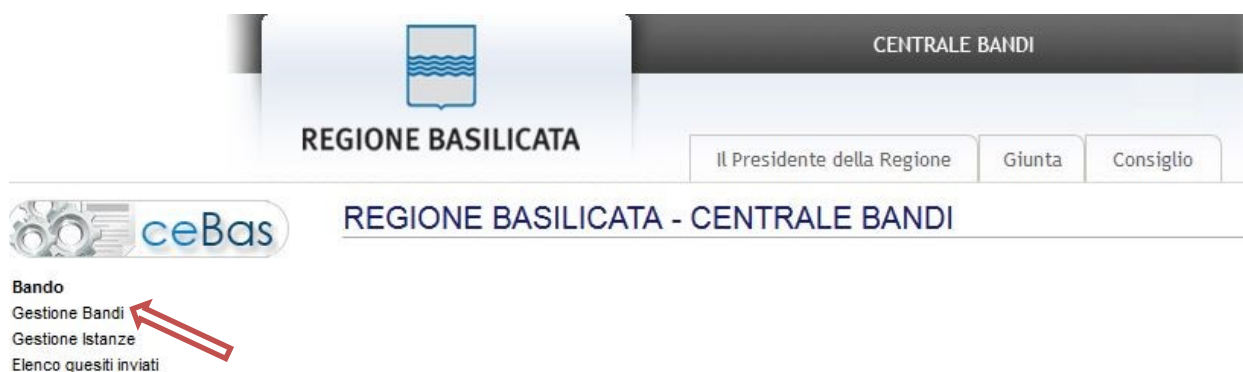 CENTRALE BANDI
REGIONE BASILICATA
Il Presidente della Regione
Giunta
Consiglio
ceBas
REGIONE BASILICATA - CENTRALE BANDI
Bando
Gestione Bandi
Gestione Istanze
Elenco quesiti inviati